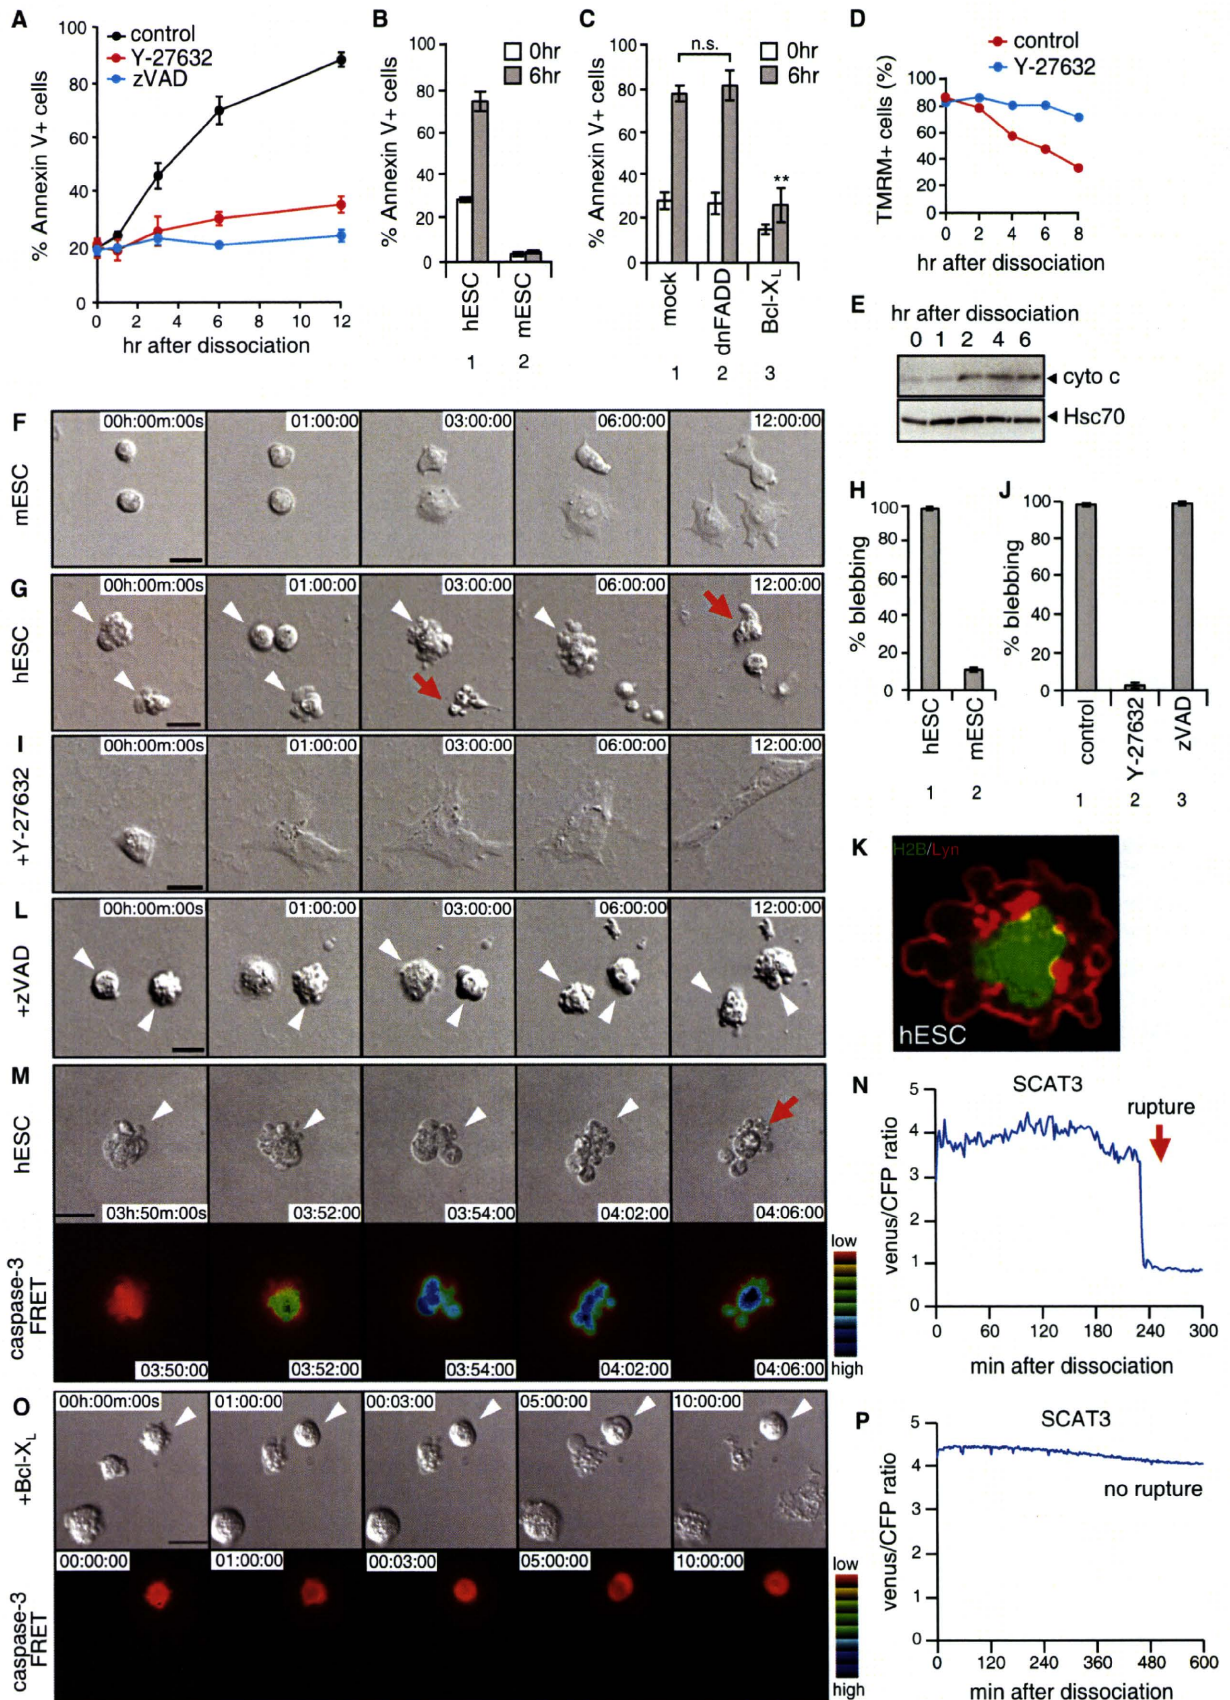 A
100
80
60
40
20
0
% Annexin V+ cells
control
Y-27632
zVAD
0 2 4 6 8 10 12
hr after dissociation
B
100
80
60
40
20
0
% Annexin V+ cells
0hr
6hr
hESC
mESC
1 2
C
100
80
60
40
20
0
% Annexin V+ cells
n.s.
0hr
6hr
**
mock
dnFADD
Bcl-XL
1 2 3
D
control
Y-27632
100
80
60
40
20
0
TMRM+ cells (%)
0 2 4 6 8
hr after dissociation
E
hr after dissociation
0 1 2 4 6
cyto c
Hsc70
F
mESC
00h:00m:00s 01:00:00 03:00:00 06:00:00 12:00:00
G
hESC
00h:00m:00s 01:00:00 03:00:00 06:00:00 12:00:00
H
100
80
60
40
20
0
% blebbing
hESC
mESC
1 2
J
100
80
60
40
20
0
% blebbing
control
Y-27632
zVAD
1 2 3
I
+Y-27632
00h:00m:00s 01:00:00 03:00:00 06:00:00 12:00:00
K
H2B/Lyn
hESC
L
+zVAD
00h:00m:00s 01:00:00 03:00:00 06:00:00 12:00:00
M
hESC
03h:50m:00s 03:52:00 03:54:00 04:02:00 04:06:00
caspase-3
FRET
03:50:00 03:52:00 03:54:00 04:02:00 04:06:00
low
high
N
SCAT3
rupture
5
4
3
2
1
0
venus/CFP ratio
0 60 120 180 240 300
min after dissociation
O
+Bcl-XL
00h:00m:00s 01:00:00 00:03:00 05:00:00 10:00:00
caspase-3
FRET
00:00:00 01:00:00 00:03:00 05:00:00 10:00:00
low
high
P
SCAT3
no rupture
5
4
3
2
1
0
venus/CFP ratio
0 120 240 360 480 600
min after dissociation